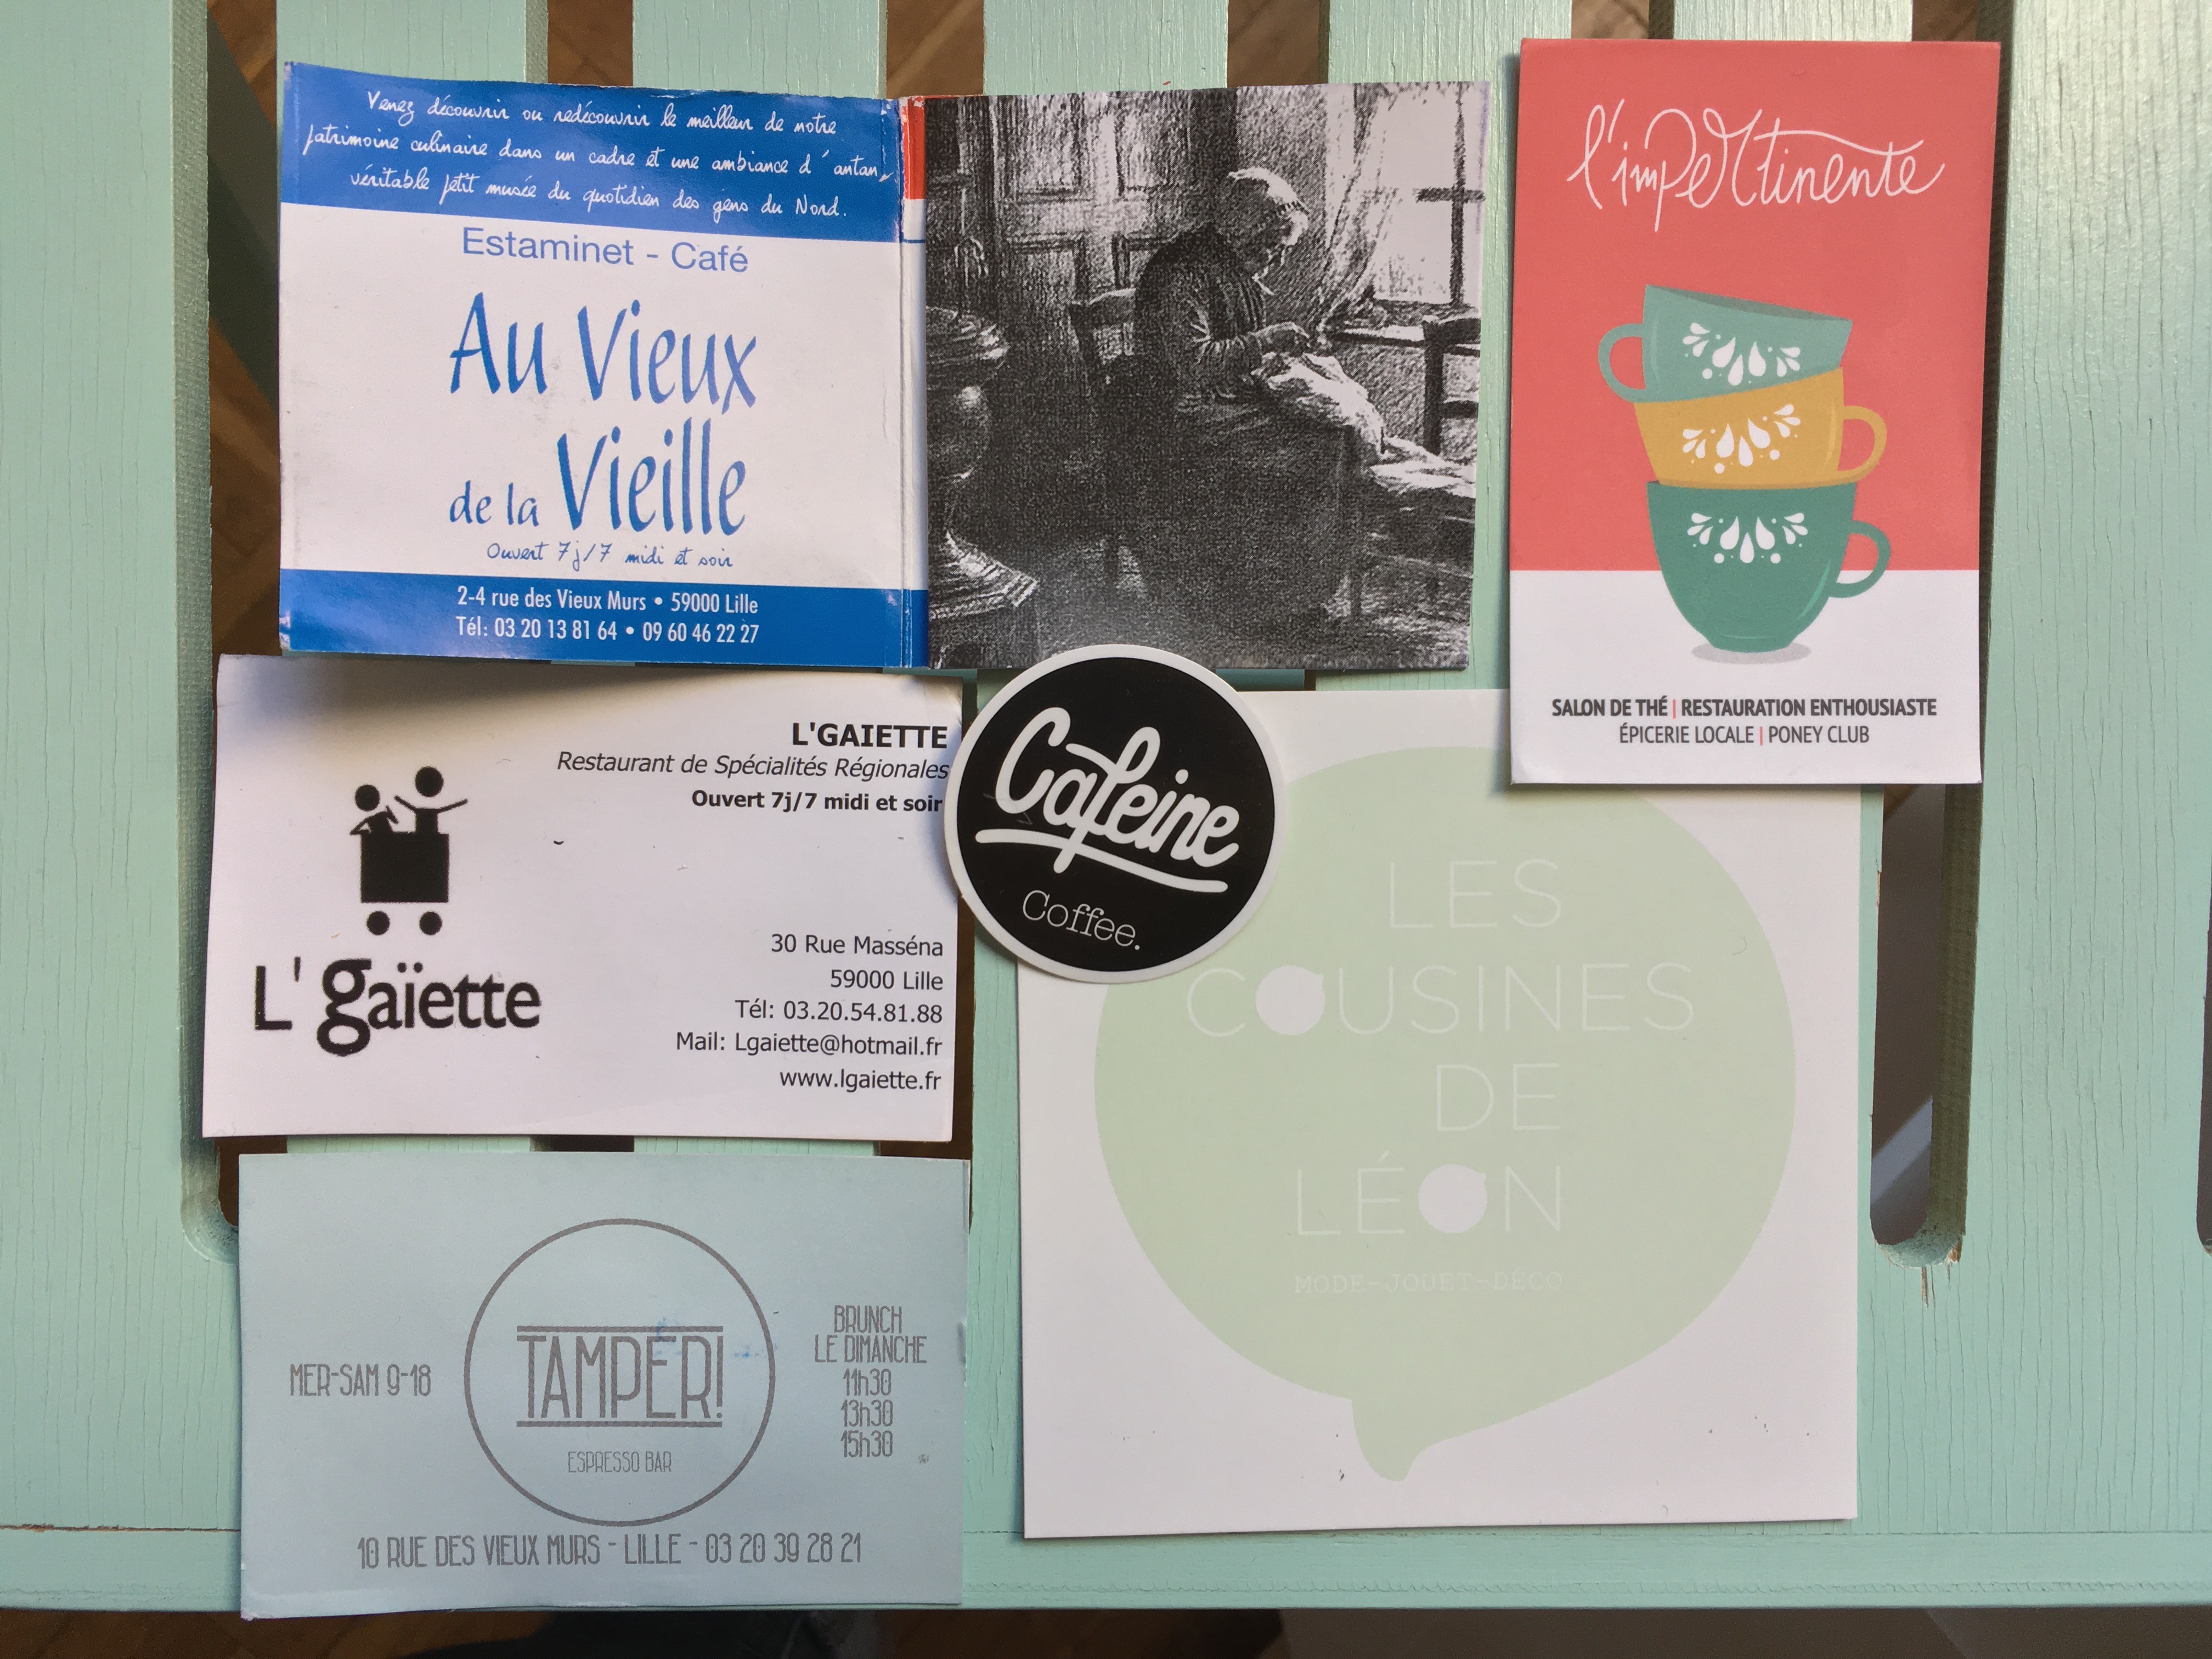 Venez découvrir ou redécouvrir le meilleur de notre
patrimoine culinaire dans un cadre et une ambiance d'antan,
véritable petit musée du quotidien des gens du Nord.
Estaminet - Café
Au Vieux
de la Vieille
Ouvert 7j/7 midi et soir
2-4 rue des Vieux Murs • 59000 Lille
Tél: 03 20 13 81 64 • 09 60 46 22 27
l'impertinente
SALON DE THÉ | RESTAURATION ENTHOUSIASTE
ÉPICERIE LOCALE | PONEY CLUB
L'GAIETTE
Restaurant de Spécialités Régionales
Ouvert 7j/7 midi et soir
L'gaïette
30 Rue Masséna
59000 Lille
Tél: 03.20.54.81.88
Mail: Lgaiette@hotmail.fr
www.lgaiette.fr
Cafeine
Coffee.
LES
COUSINES
DE
LÉON
MODE-JOUET-DÉCO
MER-SAM 9-18
TAMPER!
ESPRESSO BAR
BRUNCH
LE DIMANCHE
11h30
13h30
15h30
10 RUE DES VIEUX MURS - LILLE - 03 20 39 28 21